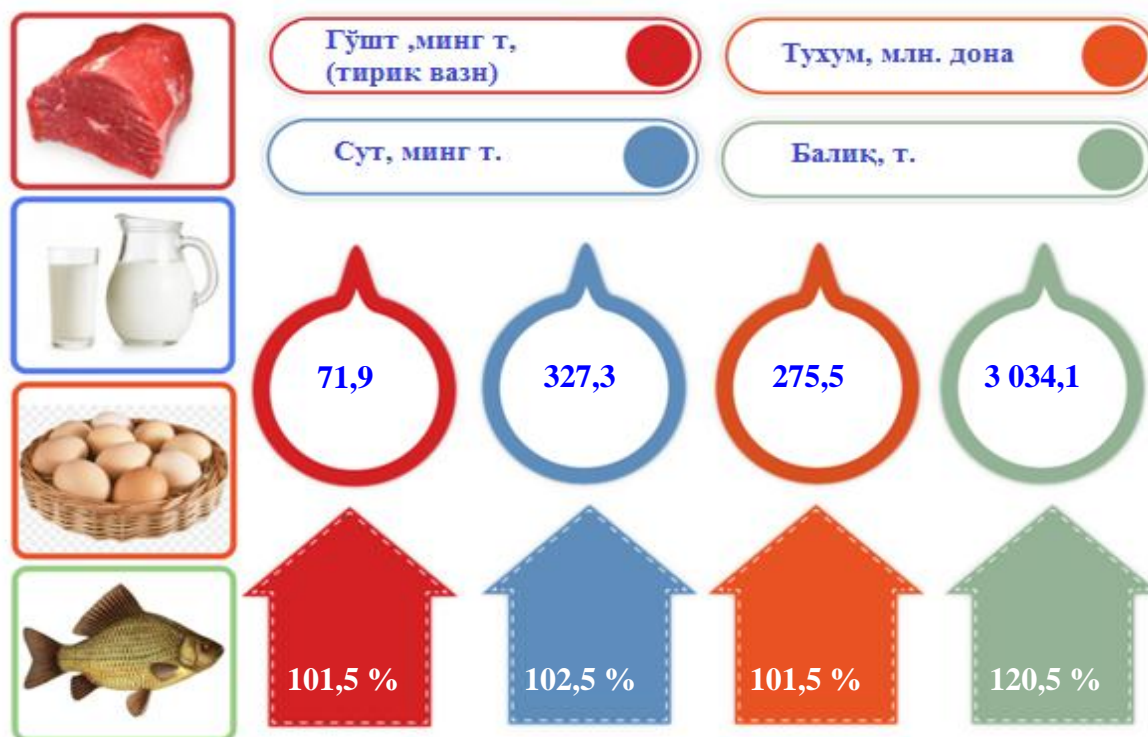 Гўшт ,минг т,
(тирик вазн)
Тухум, млн. дона
Сут, минг т.
Балиқ, т.
71,9
327,3
275,5
3 034,1
101,5 %
102,5 %
101,5 %
120,5 %